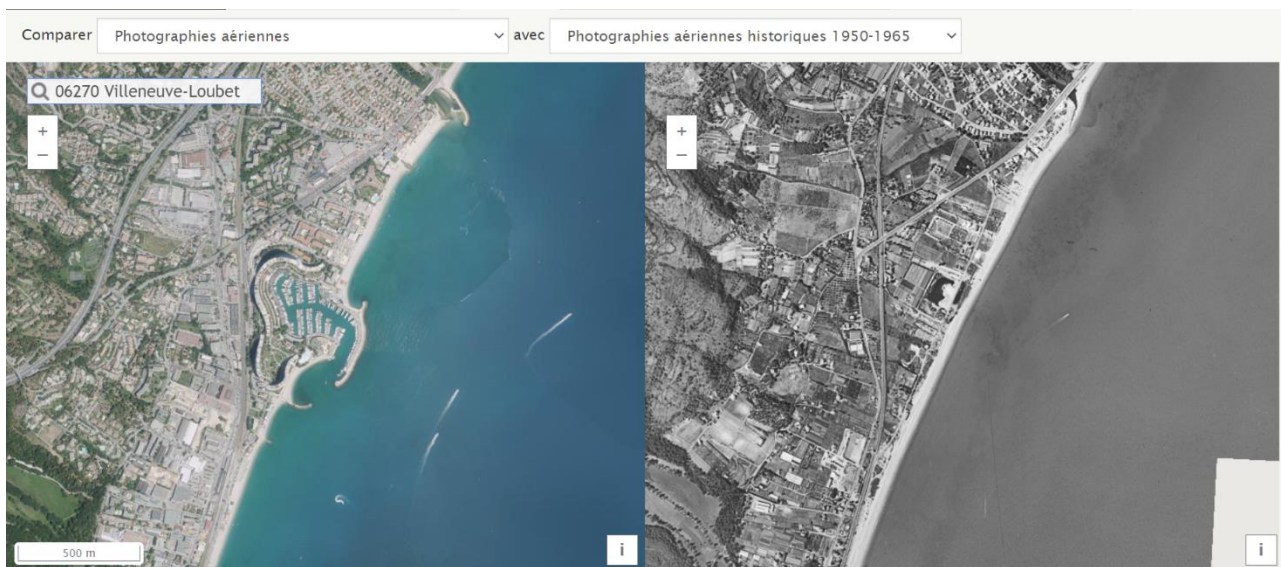 Comparer Photographies aériennes avec Photographies aériennes historiques 1950-1965
06270 Villeneuve-Loubet
+ +
– –
500 m i i